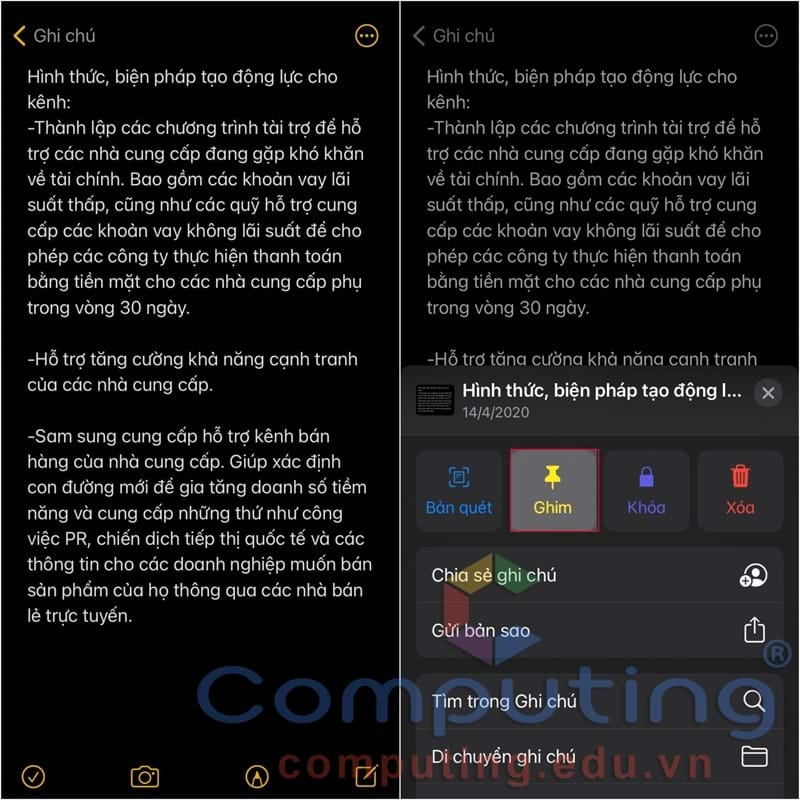 Ghi chú
Hình thức, biện pháp tạo động lực cho
kênh:
-Thành lập các chương trình tài trợ để hỗ
trợ các nhà cung cấp đang gặp khó khăn
về tài chính. Bao gồm các khoản vay lãi
suất thấp, cũng như các quỹ hỗ trợ cung
cấp các khoản vay không lãi suất để cho
phép các công ty thực hiện thanh toán
bằng tiền mặt cho các nhà cung cấp phụ
trong vòng 30 ngày.
-Hỗ trợ tăng cường khả năng cạnh tranh
của các nhà cung cấp.
-Sam sung cung cấp hỗ trợ kênh bán
hàng của nhà cung cấp. Giúp xác định
con đường mới để gia tăng doanh số tiềm
năng và cung cấp những thứ như công
việc PR, chiến dịch tiếp thị quốc tế và các
thông tin cho các doanh nghiệp muốn bán
sản phẩm của họ thông qua các nhà bán
lẻ trực tuyến.
Ghi chú
Hình thức, biện pháp tạo động lực cho
kênh:
-Thành lập các chương trình tài trợ để hỗ
trợ các nhà cung cấp đang gặp khó khăn
về tài chính. Bao gồm các khoản vay lãi
suất thấp, cũng như các quỹ hỗ trợ cung
cấp các khoản vay không lãi suất để cho
phép các công ty thực hiện thanh toán
bằng tiền mặt cho các nhà cung cấp phụ
trong vòng 30 ngày.
-Hỗ trợ tăng cường khả năng cạnh tranh
Hình thức, biện pháp tạo động l...
14/4/2020
Bản quét
Ghim
Khóa
Xóa
Chia sẻ ghi chú
Gửi bản sao
Tìm trong Ghi chú
Di chuyển ghi chú
Computing®
computing.edu.vn